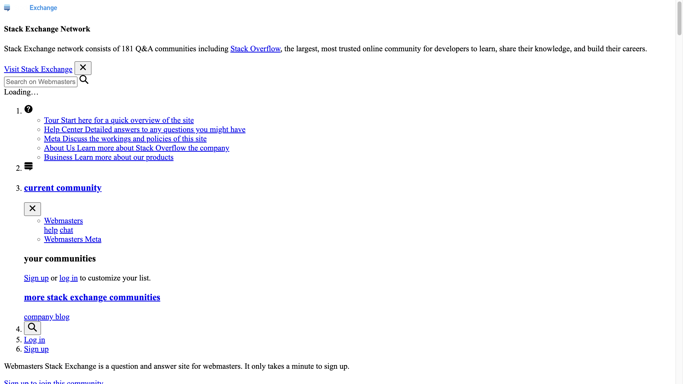 Exchange
Stack Exchange Network
Stack Exchange network consists of 181 Q&A communities including Stack Overflow, the largest, most trusted online community for developers to learn, share their knowledge, and build their careers.
Visit Stack Exchange
Search on Webmasters
Loading…
1.
Tour Start here for a quick overview of the site
Help Center Detailed answers to any questions you might have
Meta Discuss the workings and policies of this site
About Us Learn more about Stack Overflow the company
Business Learn more about our products
2.
3. current community
Webmasters
help chat
Webmasters Meta
your communities
Sign up or log in to customize your list.
more stack exchange communities
company blog
4.
5. Log in
6. Sign up
Webmasters Stack Exchange is a question and answer site for webmasters. It only takes a minute to sign up.
Sign up to join this community